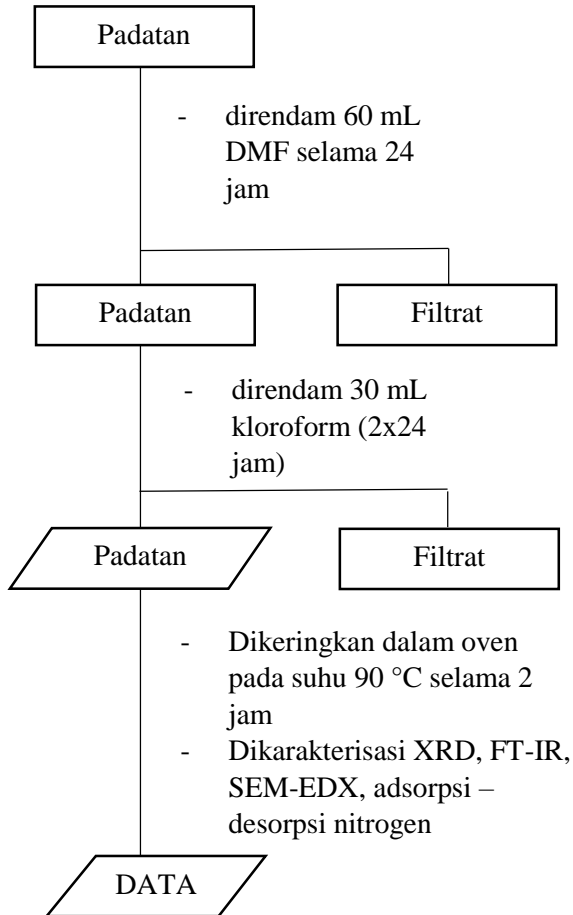 Padatan
- direndam 60 mL
DMF selama 24
jam
Padatan
Filtrat
- direndam 30 mL
kloroform (2x24
jam)
Padatan
Filtrat
- Dikeringkan dalam oven
pada suhu 90 °C selama 2
jam
- Dikarakterisasi XRD, FT-IR,
SEM-EDX, adsorpsi –
desorpsi nitrogen
DATA